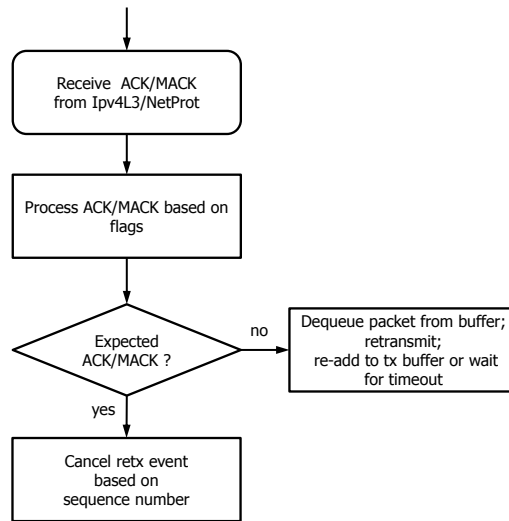 Receive ACK/MACK
from Ipv4L3/NetProt
Process ACK/MACK based on
flags
Expected
ACK/MACK ?
no
Dequeue packet from buffer;
retransmit;
re-add to tx buffer or wait
for timeout
yes
Cancel retx event
based on
sequence number